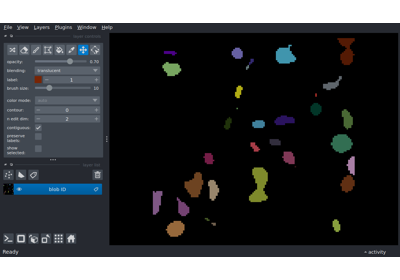 File View Layers Plugins Window Help
opacity: 0.70
blending: translucent
label: 1
brush size: 10
color mode:
contour: 0
n edit dim: 2
contiguous:
preserve labels:
show selected:
blob ID
Ready
activity